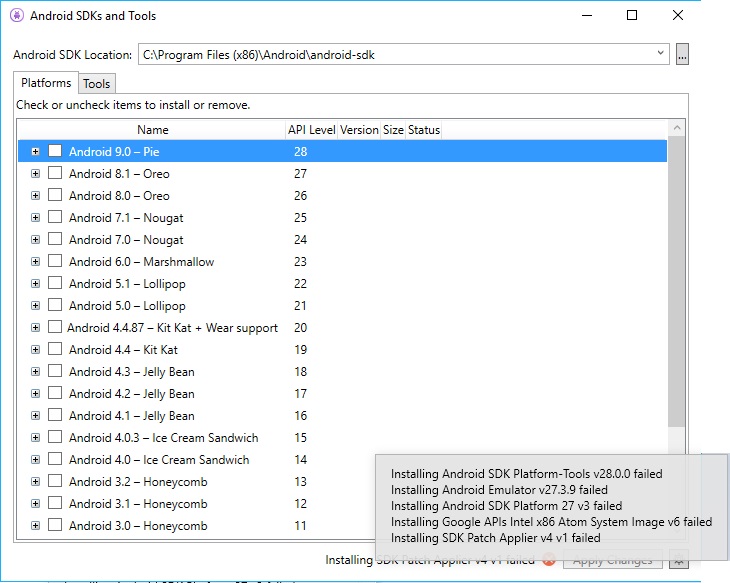 Android SDKs and Tools
Android SDK Location: C:\Program Files (x86)\Android\android-sdk ...
Platforms Tools
Check or uncheck items to install or remove.
Name API Level Version Size Status
Android 9.0 – Pie 28
Android 8.1 – Oreo 27
Android 8.0 – Oreo 26
Android 7.1 – Nougat 25
Android 7.0 – Nougat 24
Android 6.0 – Marshmallow 23
Android 5.1 – Lollipop 22
Android 5.0 – Lollipop 21
Android 4.4.87 – Kit Kat + Wear support 20
Android 4.4 – Kit Kat 19
Android 4.3 – Jelly Bean 18
Android 4.2 – Jelly Bean 17
Android 4.1 – Jelly Bean 16
Android 4.0.3 – Ice Cream Sandwich 15
Android 4.0 – Ice Cream Sandwich 14
Android 3.2 – Honeycomb 13
Android 3.1 – Honeycomb 12
Android 3.0 – Honeycomb 11
Installing Android SDK Platform-Tools v28.0.0 failed
Installing Android Emulator v27.3.9 failed
Installing Android SDK Platform 27 v3 failed
Installing Google APIs Intel x86 Atom System Image v6 failed
Installing SDK Patch Applier v4 v1 failed
Installing SDK Patch Applier v4 v1 failed Apply Changes